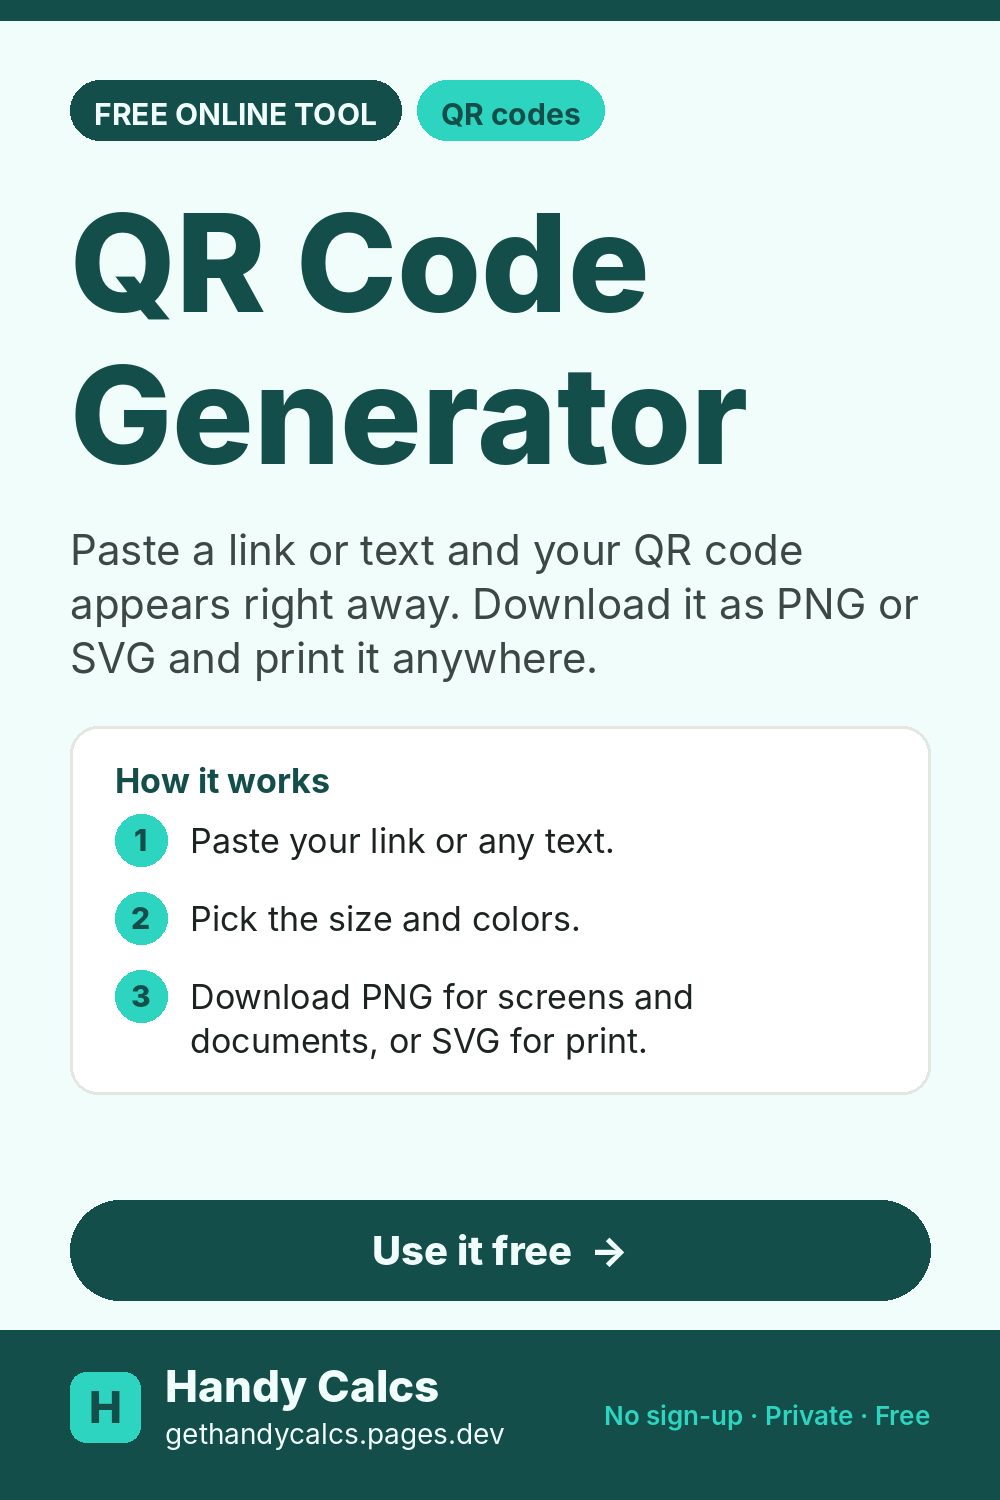 FREE ONLINE TOOL
QR codes
QR Code
Generator
Paste a link or text and your QR code
appears right away. Download it as PNG or
SVG and print it anywhere.
How it works
1 Paste your link or any text.
2 Pick the size and colors.
3 Download PNG for screens and
documents, or SVG for print.
Use it free →
H
Handy Calcs
gethandycalcs.pages.dev
No sign-up · Private · Free